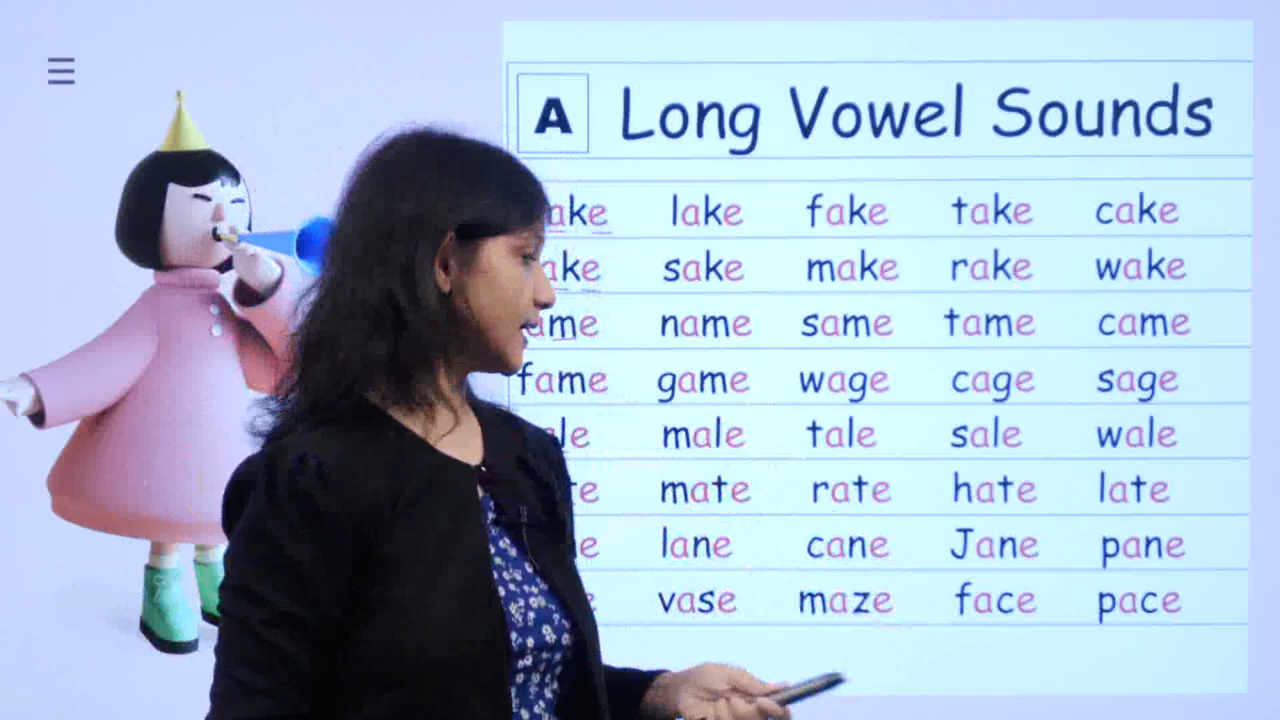 A Long Vowel Sounds
lake fake take cake
sake make rake wake
name same tame came
fame game wage cage sage
male tale sale wale
mate rate hate late
lane cane Jane pane
vase maze face pace